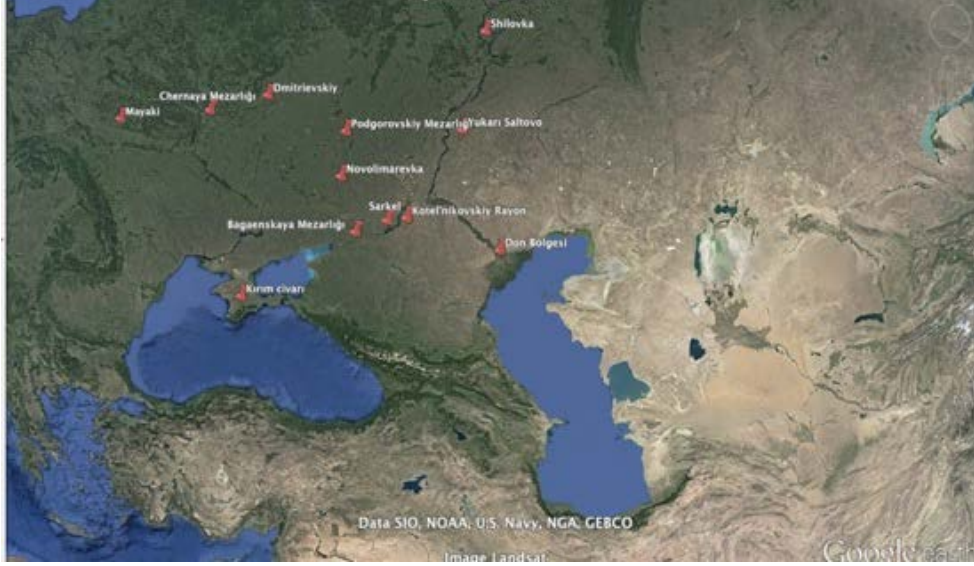 Shilovka
Dmitrievskiy
Chernaya Mezarlığı
Mayaki
Podgorovskiy Mezarlığı
Yukarı Saltovo
Novolimarevka
Sarkel
Kotel'nikovskiy Rayon
Bagaenskaya Mezarlığı
Don Bölgesi
Kırım civarı
Data SIO, NOAA, U.S. Navy, NGA, GEBCO
Image Landsat
Google earth